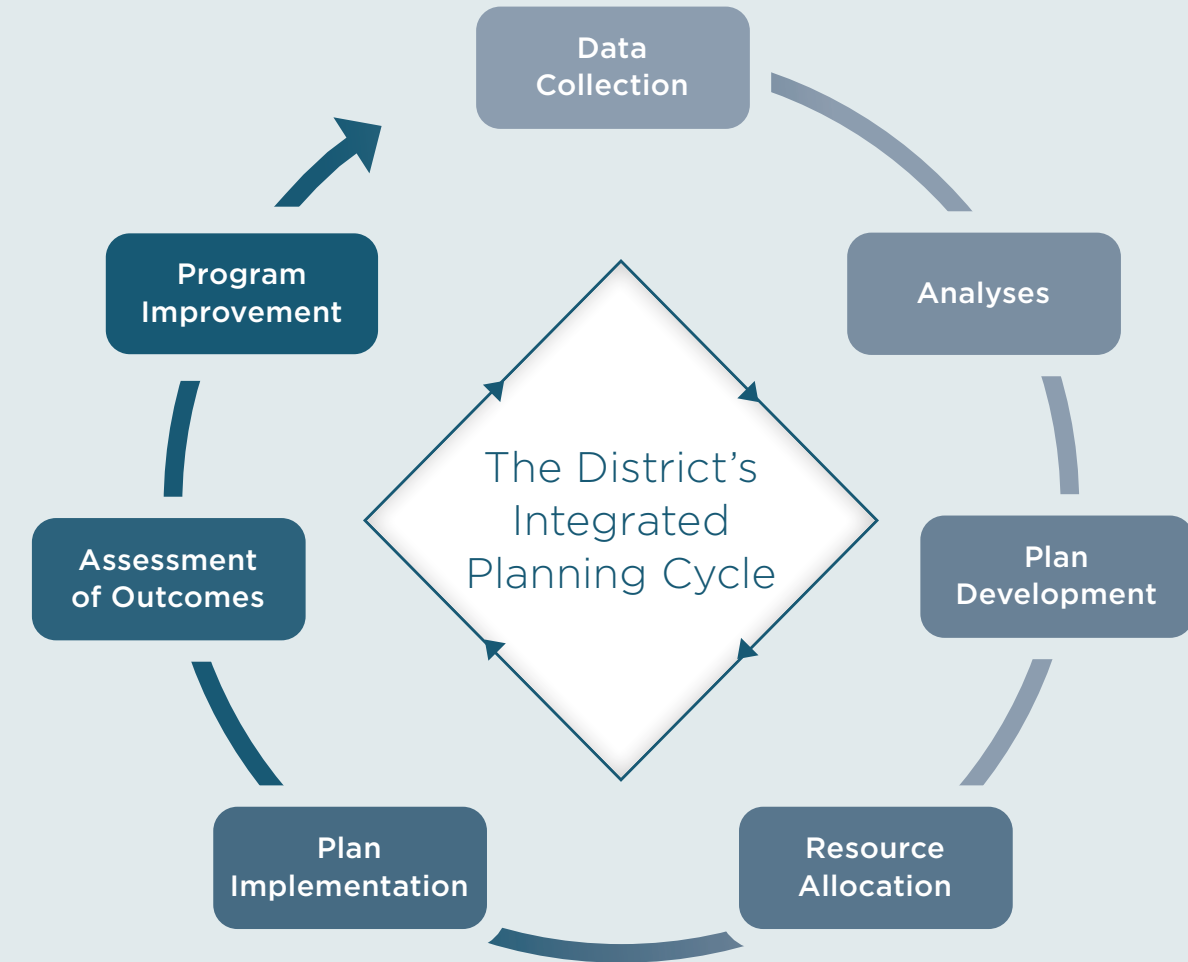 Data
Collection
Analyses
Plan
Development
Resource
Allocation
Plan
Implementation
Assessment
of Outcomes
Program
Improvement
The District’s
Integrated
Planning Cycle